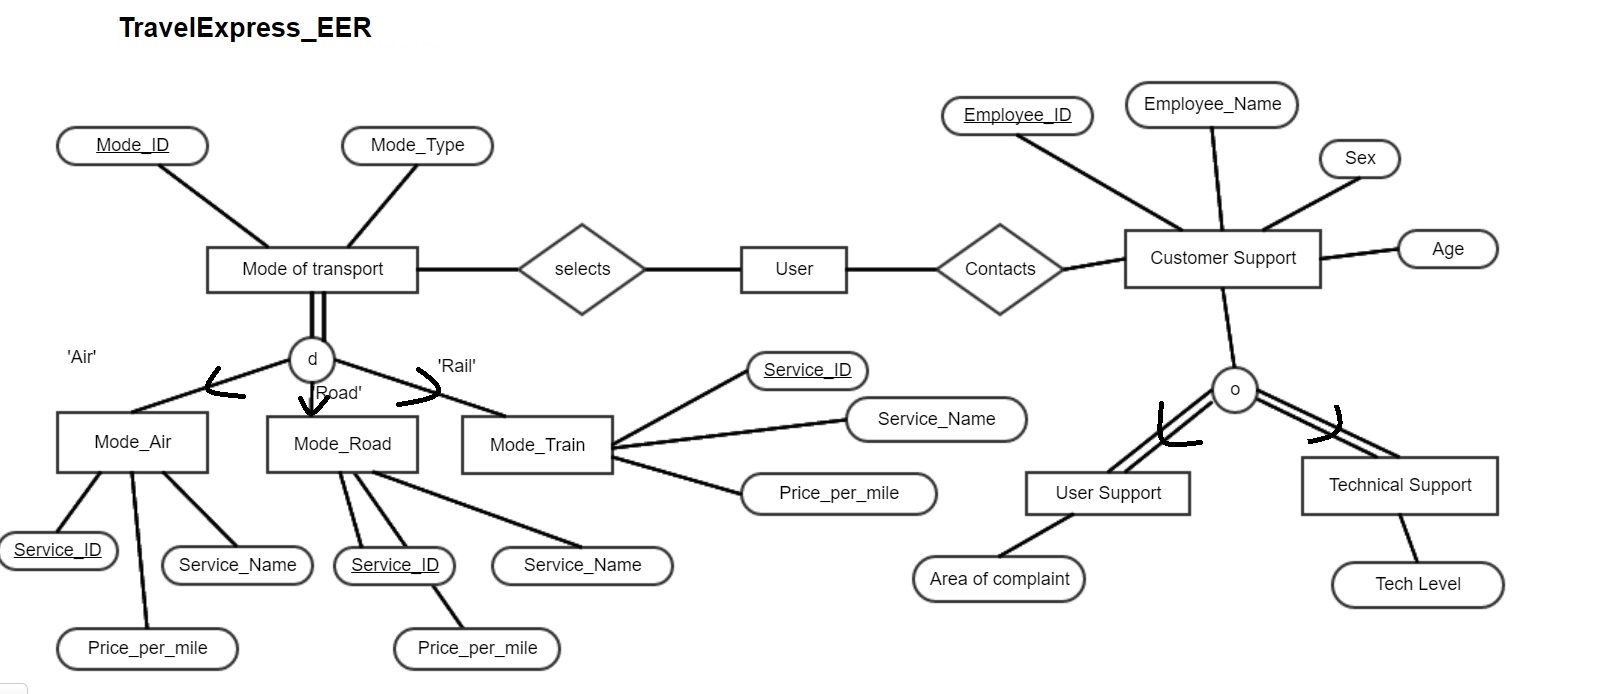 TravelExpress_EER
Employee_ID
Employee_Name
Mode_ID
Mode_Type
Sex
Mode of transport
selects
User
Contacts
Customer Support
Age
'Air'
d
'Rail'
'Road'
Service_ID
o
Mode_Air
Mode_Road
Mode_Train
Service_Name
Price_per_mile
User Support
Technical Support
Service_ID
Service_Name
Service_ID
Service_Name
Area of complaint
Tech Level
Price_per_mile
Price_per_mile